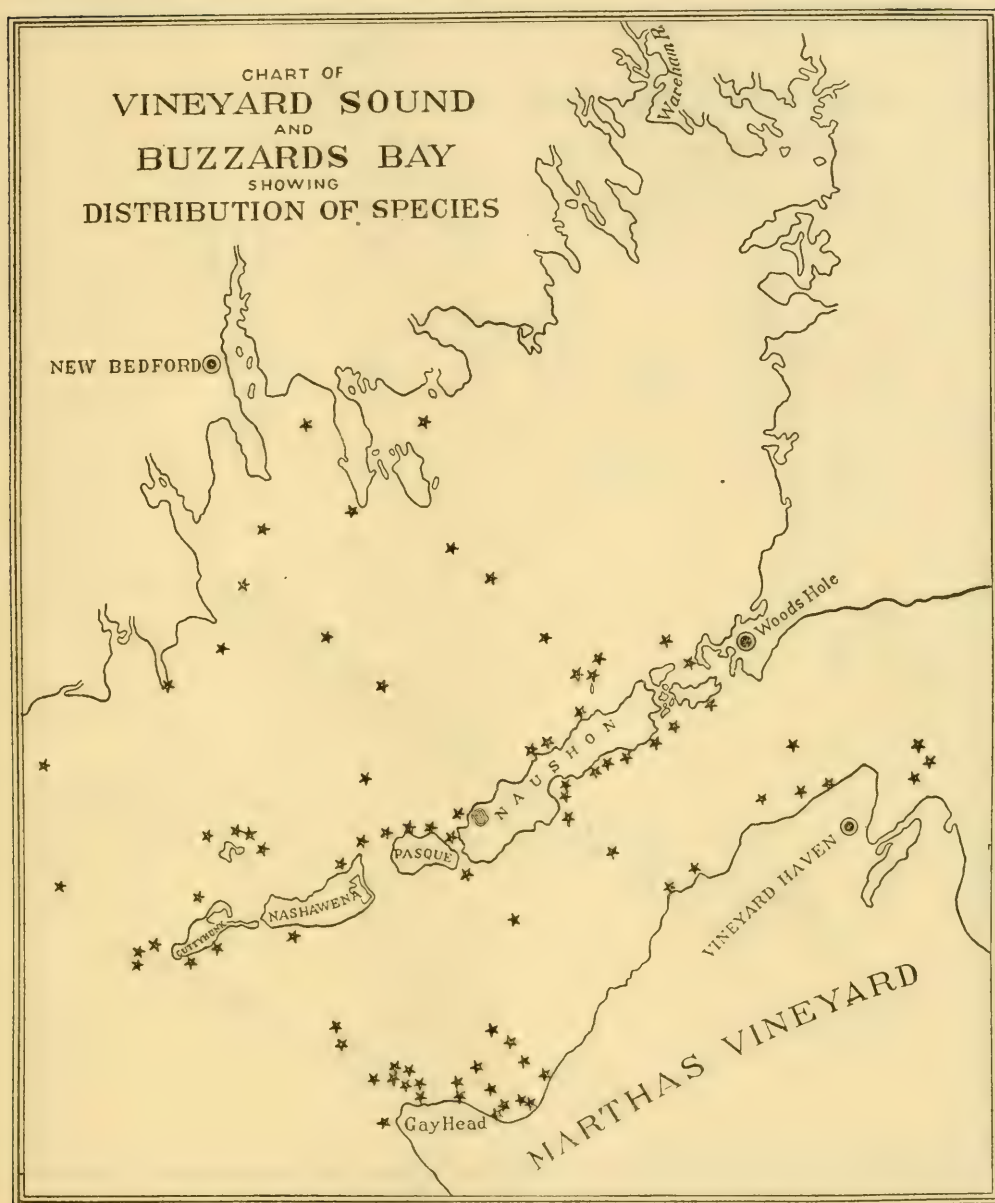 CHART OF
VINEYARD SOUND
AND
BUZZARDS BAY
SHOWING
DISTRIBUTION OF SPECIES
Wareham R.
NEW BEDFORD
Woods Hole
NAUSHON
PASQUE
NASHAWENA
CUTTYHUNK
VINEYARD HAVEN
MARTHAS VINEYARD
Gay Head